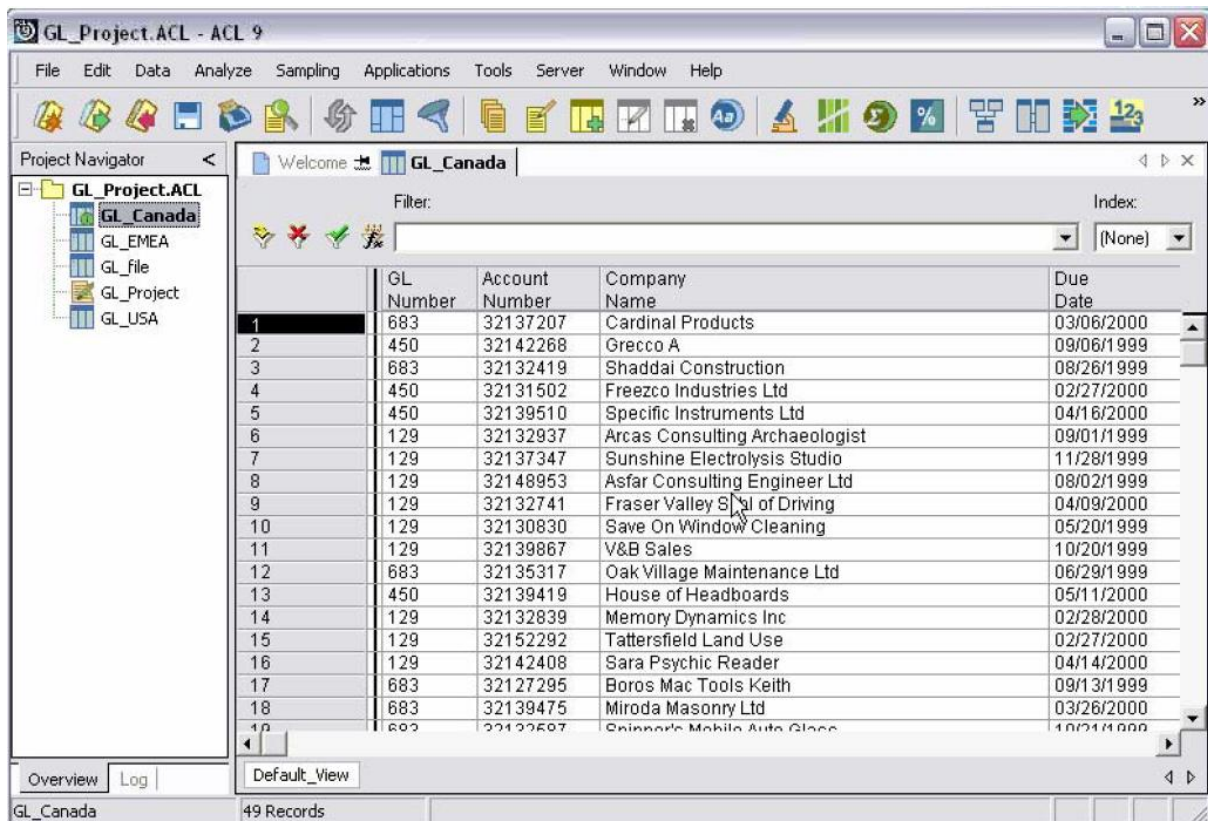 GL_Project.ACL - ACL 9
File Edit Data Analyze Sampling Applications Tools Server Window Help
Aa Σ % 123 »
Project Navigator <
GL_Project.ACL
GL_Canada
GL_EMEA
GL_file
GL_Project
GL_USA
Overview Log
Welcome GL_Canada
Filter: Index:
(None)
GL Number Account Number Company Name Due Date
1 683 32137207 Cardinal Products 03/06/2000
2 450 32142268 Grecco A 09/06/1999
3 683 32132419 Shaddai Construction 08/26/1999
4 450 32131502 Freezco Industries Ltd 02/27/2000
5 450 32139510 Specific Instruments Ltd 04/16/2000
6 129 32132937 Arcas Consulting Archaeologist 09/01/1999
7 129 32137347 Sunshine Electrolysis Studio 11/28/1999
8 129 32148953 Asfar Consulting Engineer Ltd 08/02/1999
9 129 32132741 Fraser Valley of Driving 04/09/2000
10 129 32130830 Save On Window Cleaning 05/20/1999
11 129 32139867 V&B Sales 10/20/1999
12 683 32135317 Oak Village Maintenance Ltd 06/29/1999
13 450 32139419 House of Headboards 05/11/2000
14 129 32132839 Memory Dynamics Inc 02/28/2000
15 129 32152292 Tattersfield Land Use 02/27/2000
16 129 32142408 Sara Psychic Reader 04/14/2000
17 683 32127295 Boros Mac Tools Keith 09/13/1999
18 683 32139475 Miroda Masonry Ltd 03/26/2000
19 683 Mobile Auto Glass 10/21/1999
Default_View
GL_Canada 49 Records